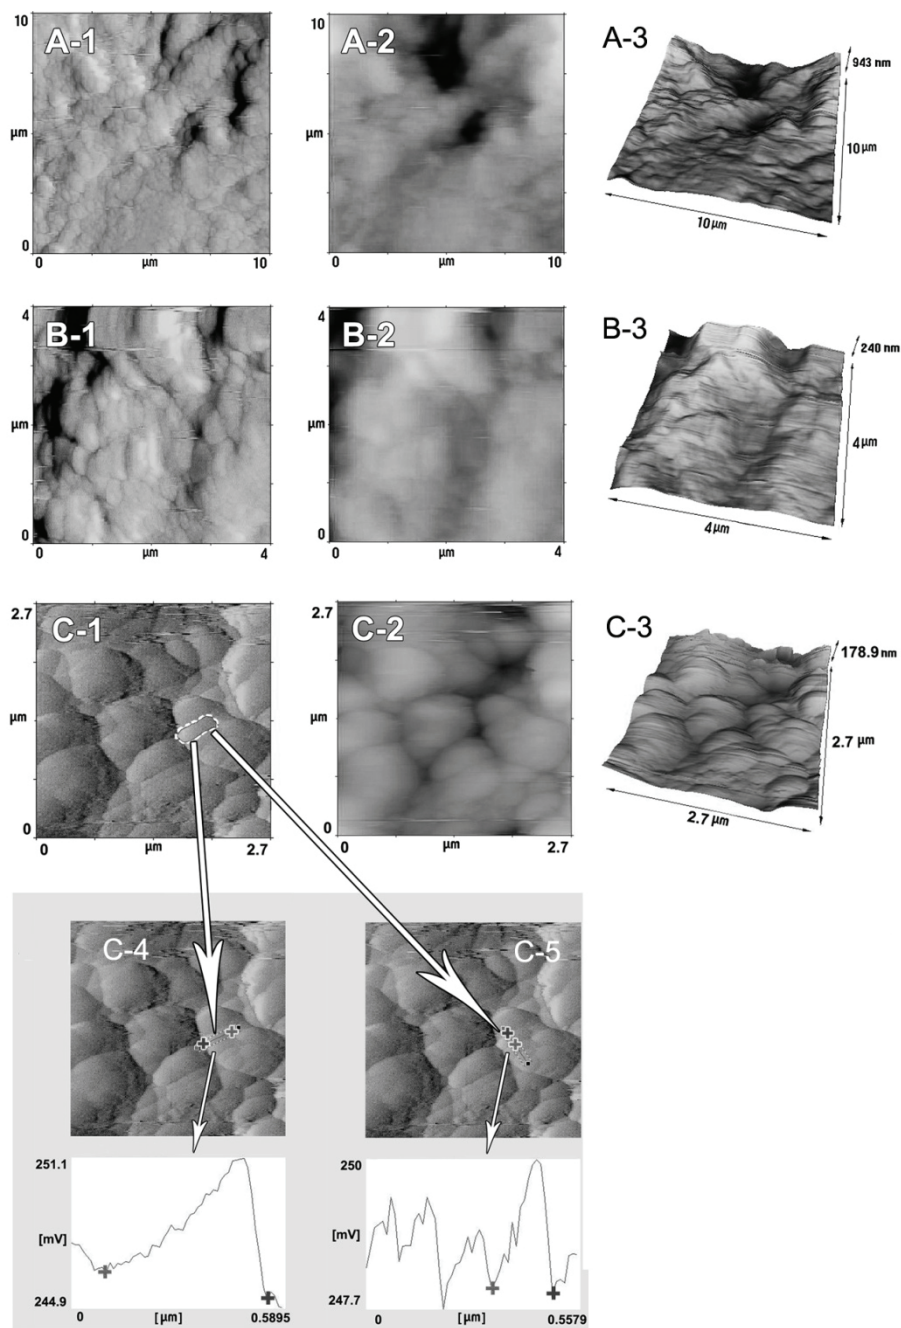 A-1
10
µm
0
0
µm
10
A-2
0
µm
10
A-3
943 nm
10µm
10µm
B-1
4
µm
0
0
µm
4
B-2
4
µm
0
0
µm
4
B-3
240 nm
4µm
4µm
C-1
2.7
µm
0
0
µm
2.7
C-2
2.7
µm
0
0
µm
2.7
C-3
178.9 nm
2.7 µm
2.7 µm
C-4
C-5
251.1
[mV]
244.9
0
[µm]
0.5895
250
[mV]
247.7
0
[µm]
0.5579